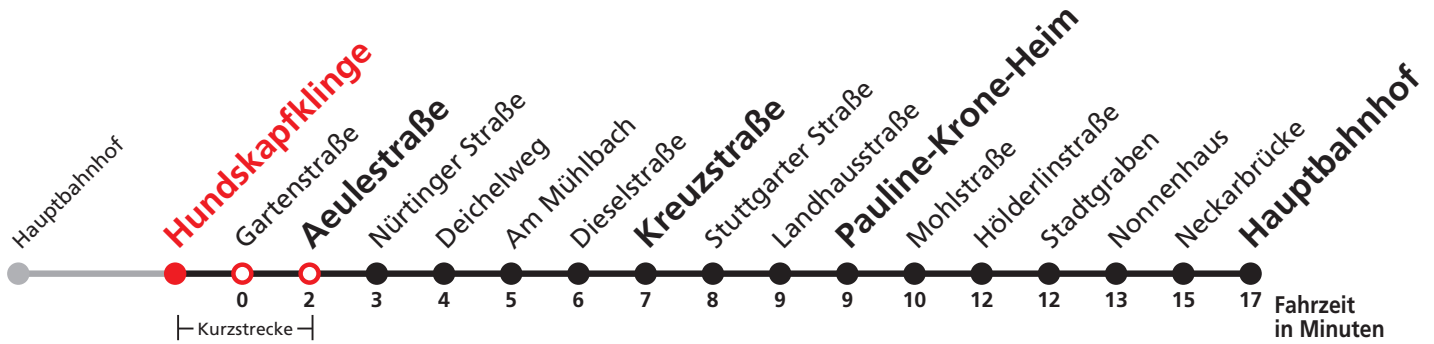 Hauptbahnhof
Hundskapfklinge
Gartenstraße
Aeulestraße
Nürtinger Straße
Deichelweg
Am Mühlbach
Dieselstraße
Kreuzstraße
Stuttgarter Straße
Landhausstraße
Pauline-Krone-Heim
Mohlstraße
Hölderlinstraße
Stadtgraben
Nonnenhaus
Neckarbrücke
Hauptbahnhof
0 2 3 4 5 6 7 8 9 9 10 12 12 13 15 17
Fahrzeit
in Minuten
Kurzstrecke